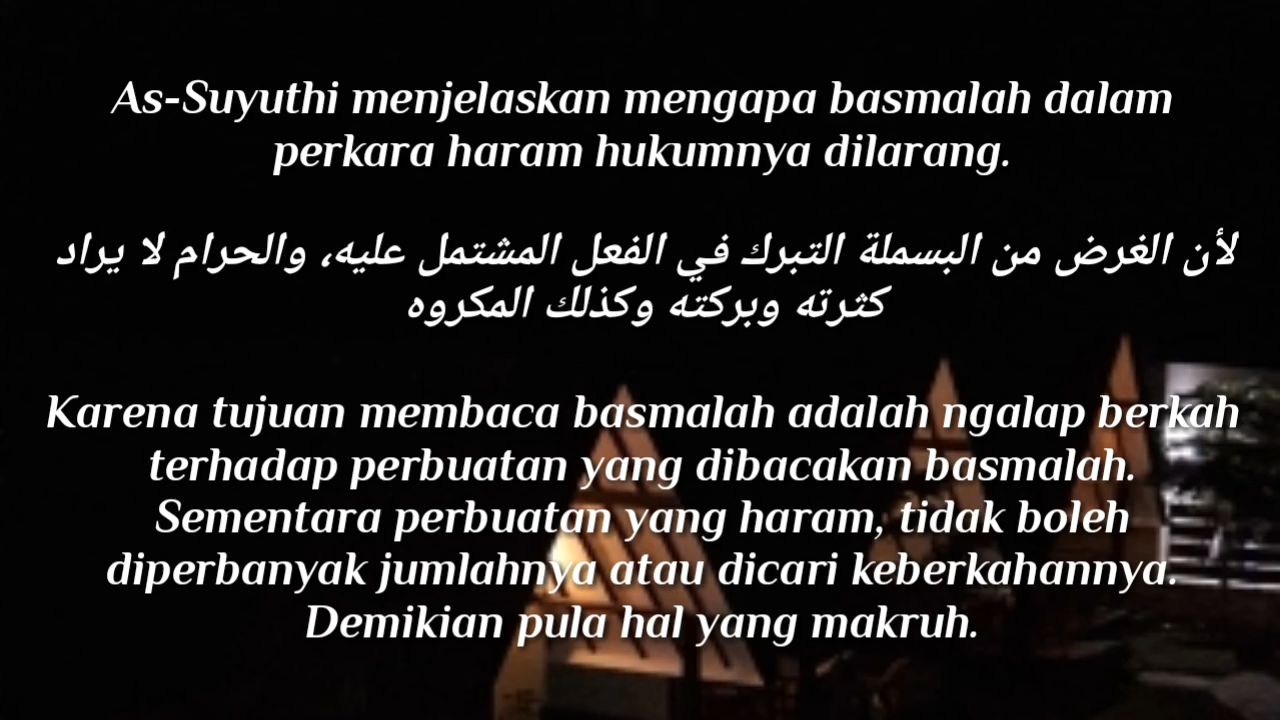 As-Suyuthi menjelaskan mengapa basmalah dalam
perkara haram hukumnya dilarang.
لأن الغرض من البسملة التبرك في الفعل المشتمل عليه، والحرام لا يراد
كثرته وبركته وكذلك المكروه
Karena tujuan membaca basmalah adalah ngalap berkah
terhadap perbuatan yang dibacakan basmalah.
Sementara perbuatan yang haram, tidak boleh
diperbanyak jumlahnya atau dicari keberkahannya.
Demikian pula hal yang makruh.